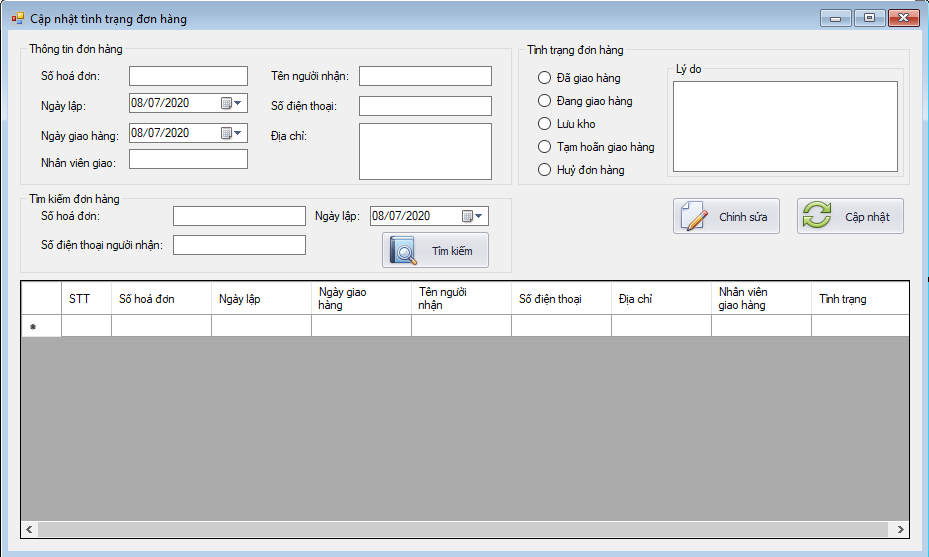 Cập nhật tình trạng đơn hàng
Thông tin đơn hàng
Số hoá đơn:
Tên người nhận:
Ngày lập:
08/07/2020
Số điện thoại:
Ngày giao hàng:
08/07/2020
Địa chỉ:
Nhân viên giao:
Tình trạng đơn hàng
Đã giao hàng
Đang giao hàng
Lưu kho
Tạm hoãn giao hàng
Huỷ đơn hàng
Lý do
Tìm kiếm đơn hàng
Số hoá đơn:
Ngày lập:
08/07/2020
Số điện thoại người nhận:
Tìm kiếm
Chỉnh sửa
Cập nhật
STT
Số hoá đơn
Ngày lập
Ngày giao
hàng
Tên người
nhận
Số điện thoại
Địa chỉ
Nhân viên
giao hàng
Tình trạng